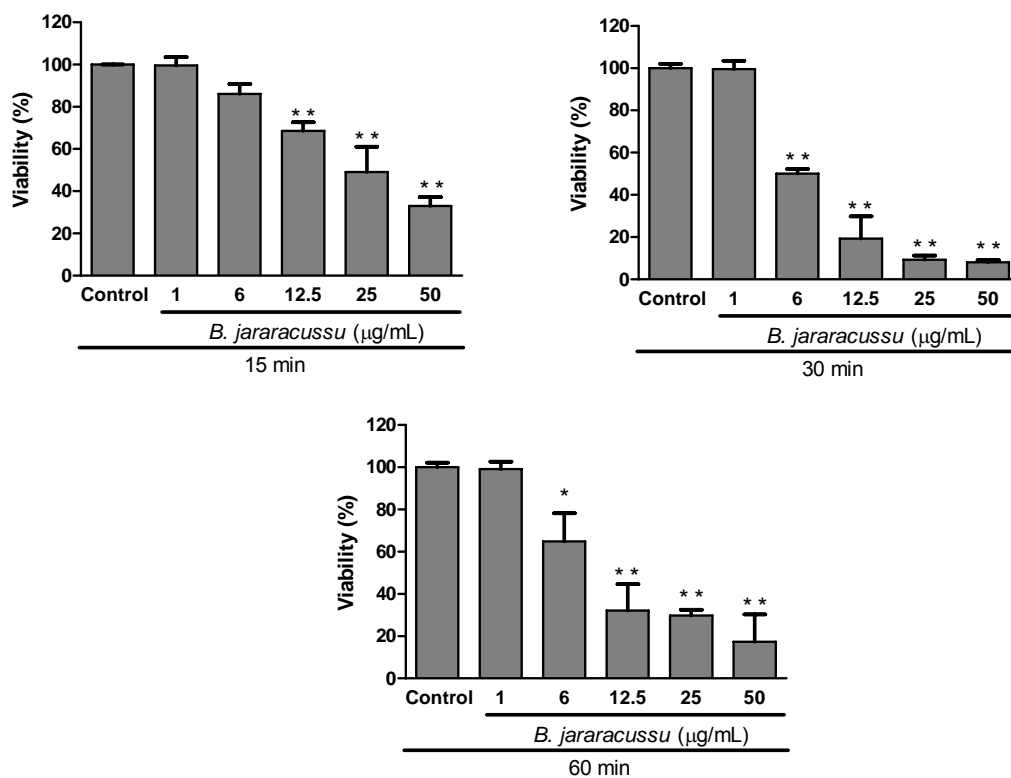 120
100
80
60
40
20
0
Viability (%)
**
**
**
Control 1 6 12.5 25 50
B. jararacussu (µg/mL)
15 min
120
100
80
60
40
20
0
Viability (%)
**
**
**
**
Control 1 6 12.5 25 50
B. jararacussu (µg/mL)
30 min
120
100
80
60
40
20
0
Viability (%)
*
**
**
**
Control 1 6 12.5 25 50
B. jararacussu (µg/mL)
60 min